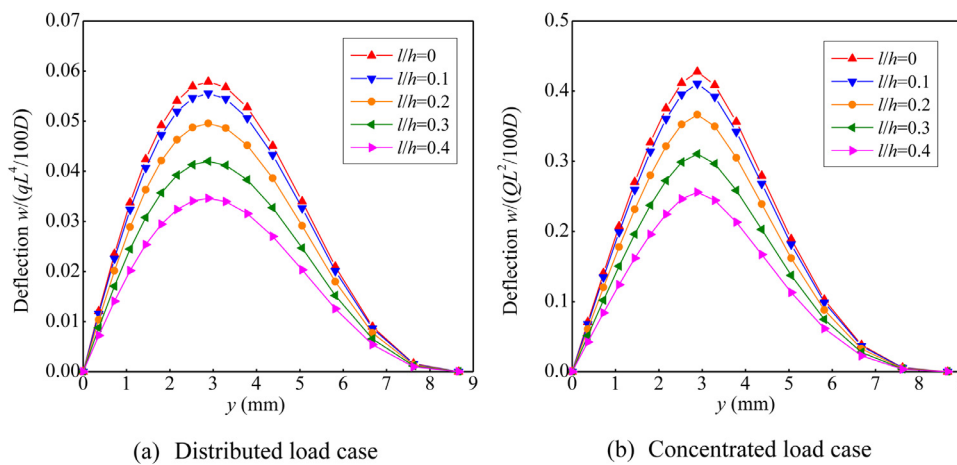 0.07
0.06
0.05
0.04
0.03
0.02
0.01
0.00
Deflection w/(qL⁴/100D)
l/h=0
l/h=0.1
l/h=0.2
l/h=0.3
l/h=0.4
0 1 2 3 4 5 6 7 8 9
y (mm)
(a) Distributed load case
0.5
0.4
0.3
0.2
0.1
0.0
Deflection w/(QL²/100D)
l/h=0
l/h=0.1
l/h=0.2
l/h=0.3
l/h=0.4
0 1 2 3 4 5 6 7 8
y (mm)
(b) Concentrated load case